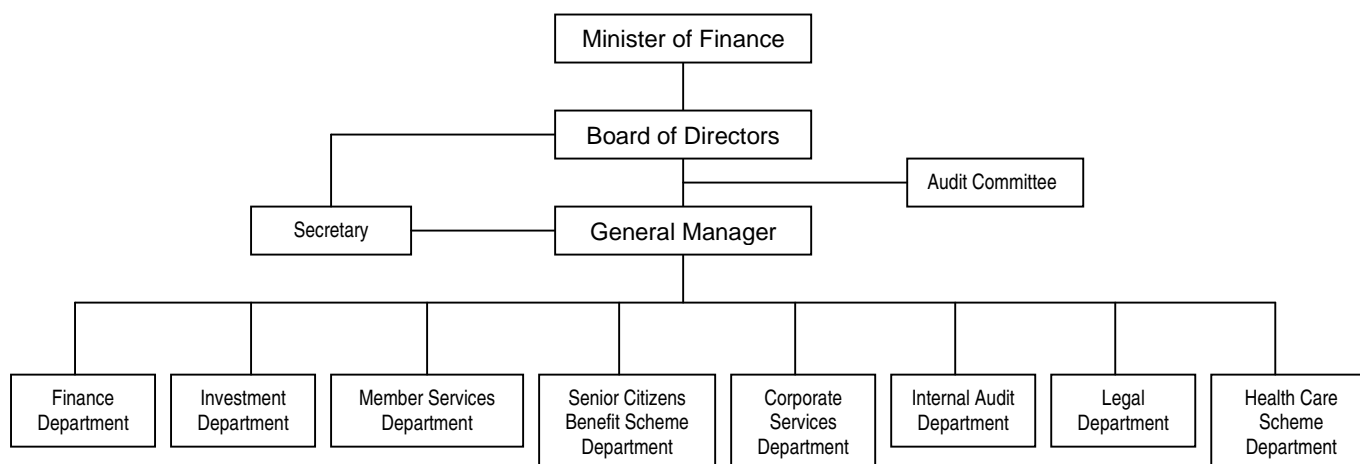 Minister of Finance
Board of Directors
Audit Committee
Secretary
General Manager
Finance
Department
Investment
Department
Member Services
Department
Senior Citizens
Benefit Scheme
Department
Corporate
Services
Department
Internal Audit
Department
Legal
Department
Health Care
Scheme
Department